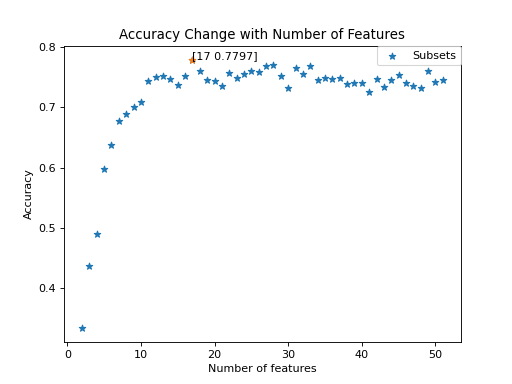 Accuracy Change with Number of Features
[17 0.7797]
Subsets
Accuracy
0.8
0.7
0.6
0.5
0.4
0 10 20 30 40 50
Number of features